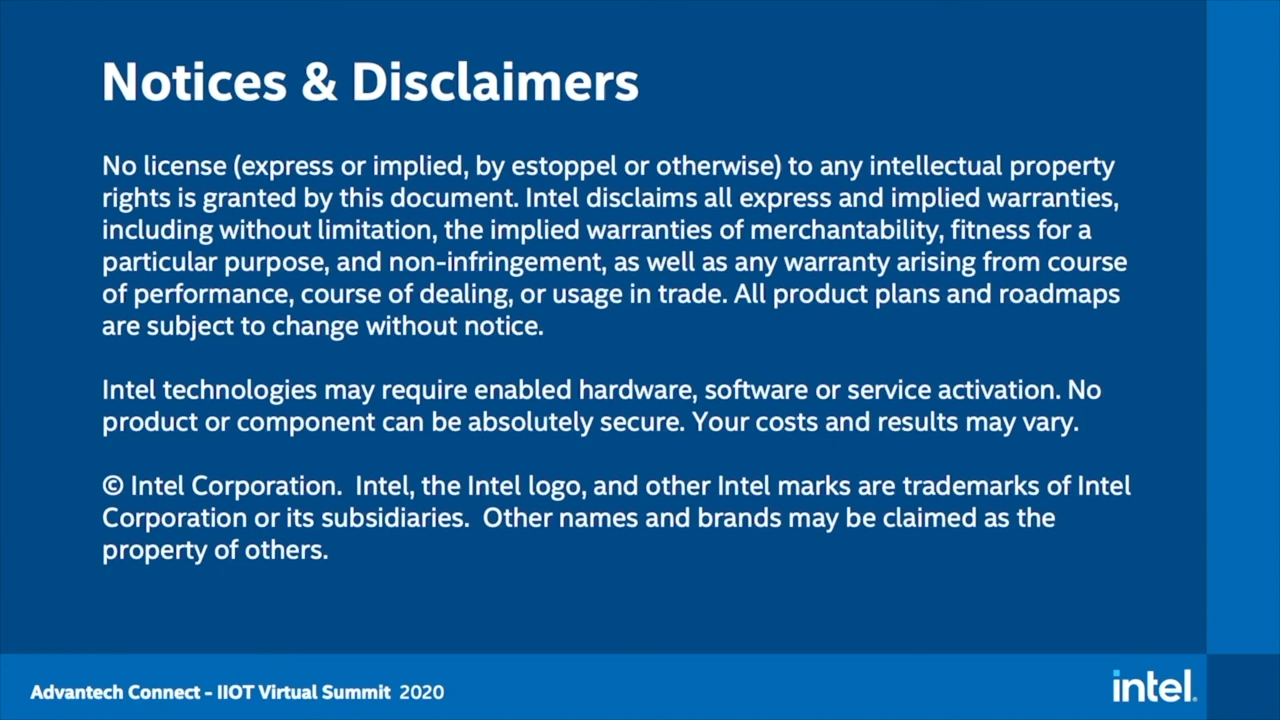 Notices & Disclaimers
No license (express or implied, by estoppel or otherwise) to any intellectual property
rights is granted by this document. Intel disclaims all express and implied warranties,
including without limitation, the implied warranties of merchantability, fitness for a
particular purpose, and non-infringement, as well as any warranty arising from course
of performance, course of dealing, or usage in trade. All product plans and roadmaps
are subject to change without notice.
Intel technologies may require enabled hardware, software or service activation. No
product or component can be absolutely secure. Your costs and results may vary.
© Intel Corporation.  Intel, the Intel logo, and other Intel marks are trademarks of Intel
Corporation or its subsidiaries.  Other names and brands may be claimed as the
property of others.
Advantech Connect - IIOT Virtual Summit 2020
intel.